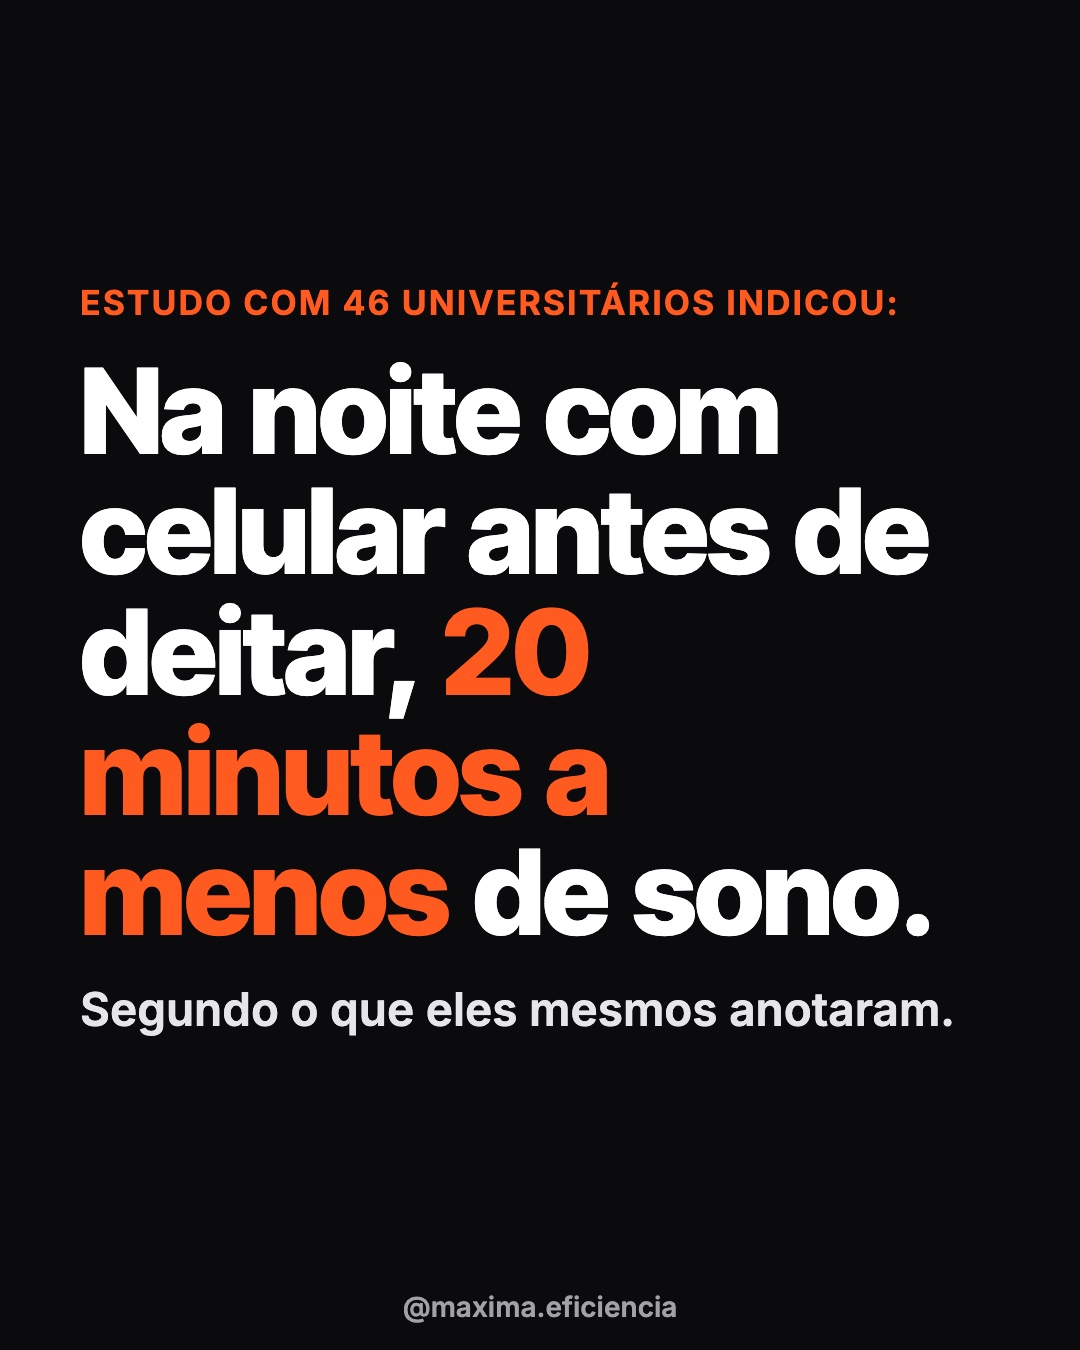 ESTUDO COM 46 UNIVERSITÁRIOS INDICOU:
Na noite com
celular antes de
deitar, 20
minutos a
menos de sono.
Segundo o que eles mesmos anotaram.
@maxima.eficiencia